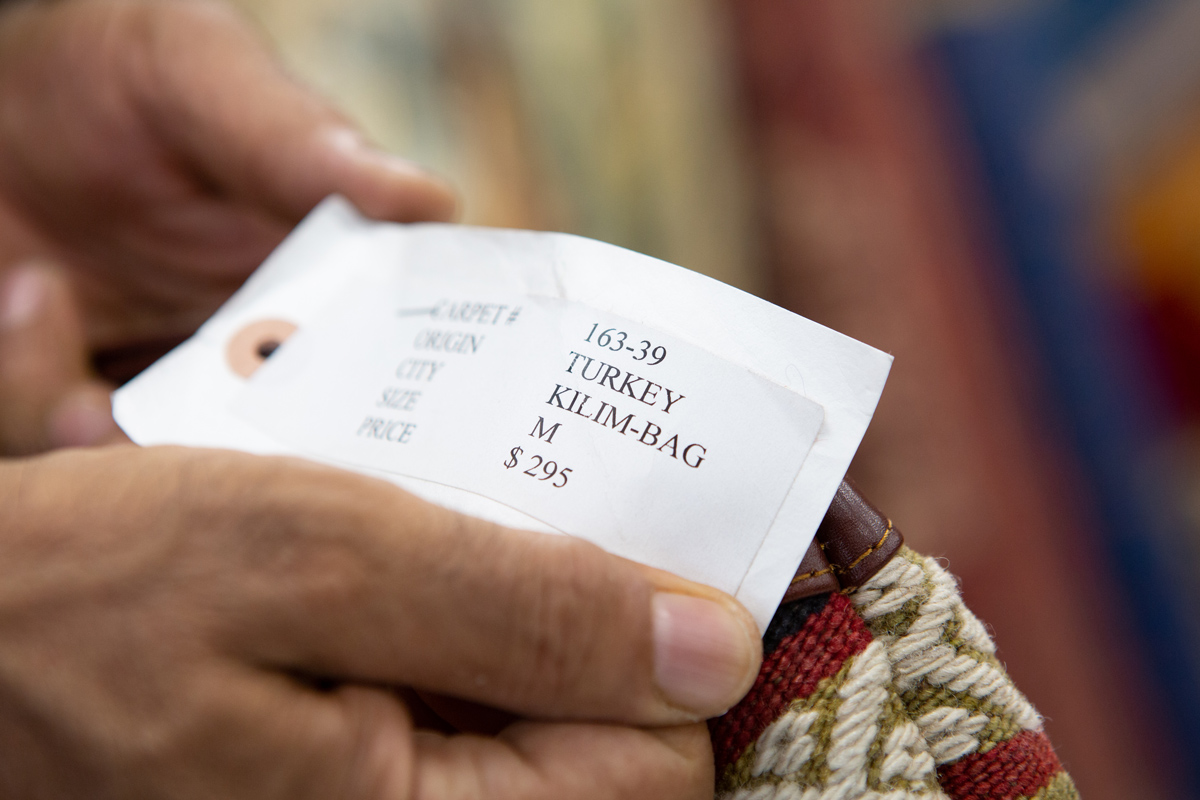 CARPET # 163-39
ORIGIN TURKEY
CITY KILIM-BAG
SIZE M
PRICE $ 295